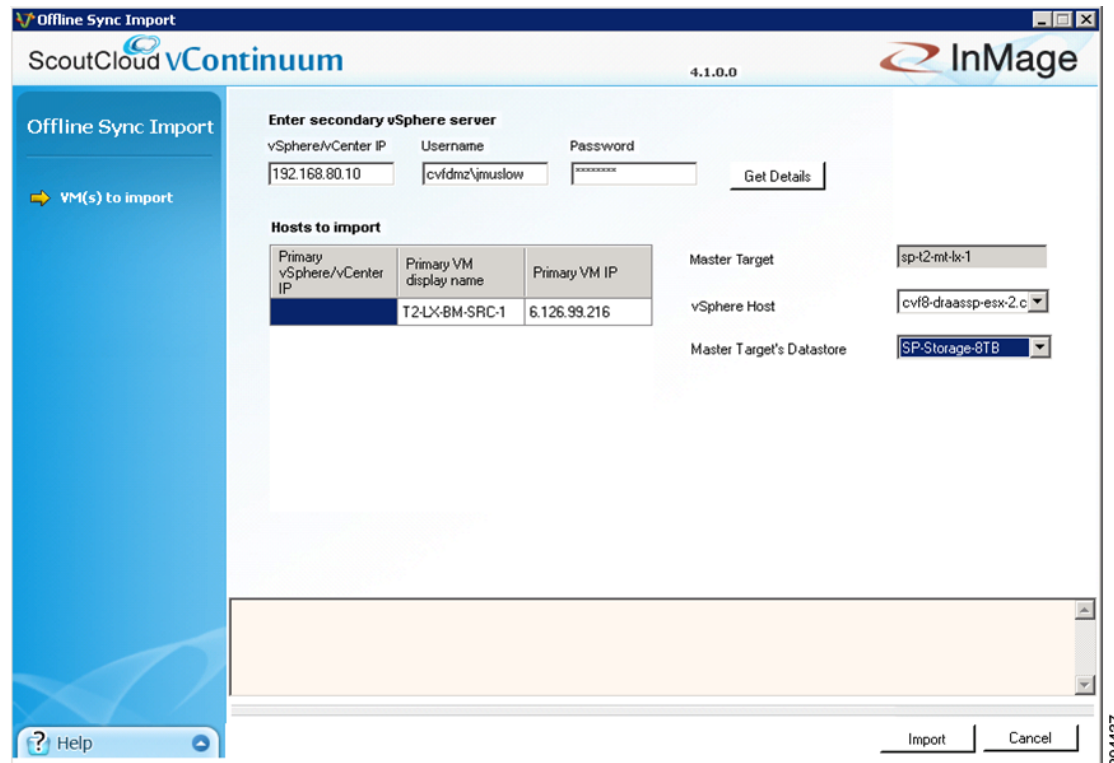 Offline Sync Import
ScoutCloud vContinuum
4.1.0.0
InMage
Offline Sync Import
VM(s) to import
Enter secondary vSphere server
vSphere/vCenter IP Username Password
192.168.80.10 cvfdmz\jmuslow ********
Get Details
Hosts to import
Primary vSphere/vCenter IP
Primary VM display name
Primary VM IP
T2-LX-BM-SRC-1 6.126.99.216
Master Target sp-t2-mt-lx-1
vSphere Host cvf8-draassp-esx-2.c
Master Target's Datastore SP-Storage-8TB
? Help
Import Cancel